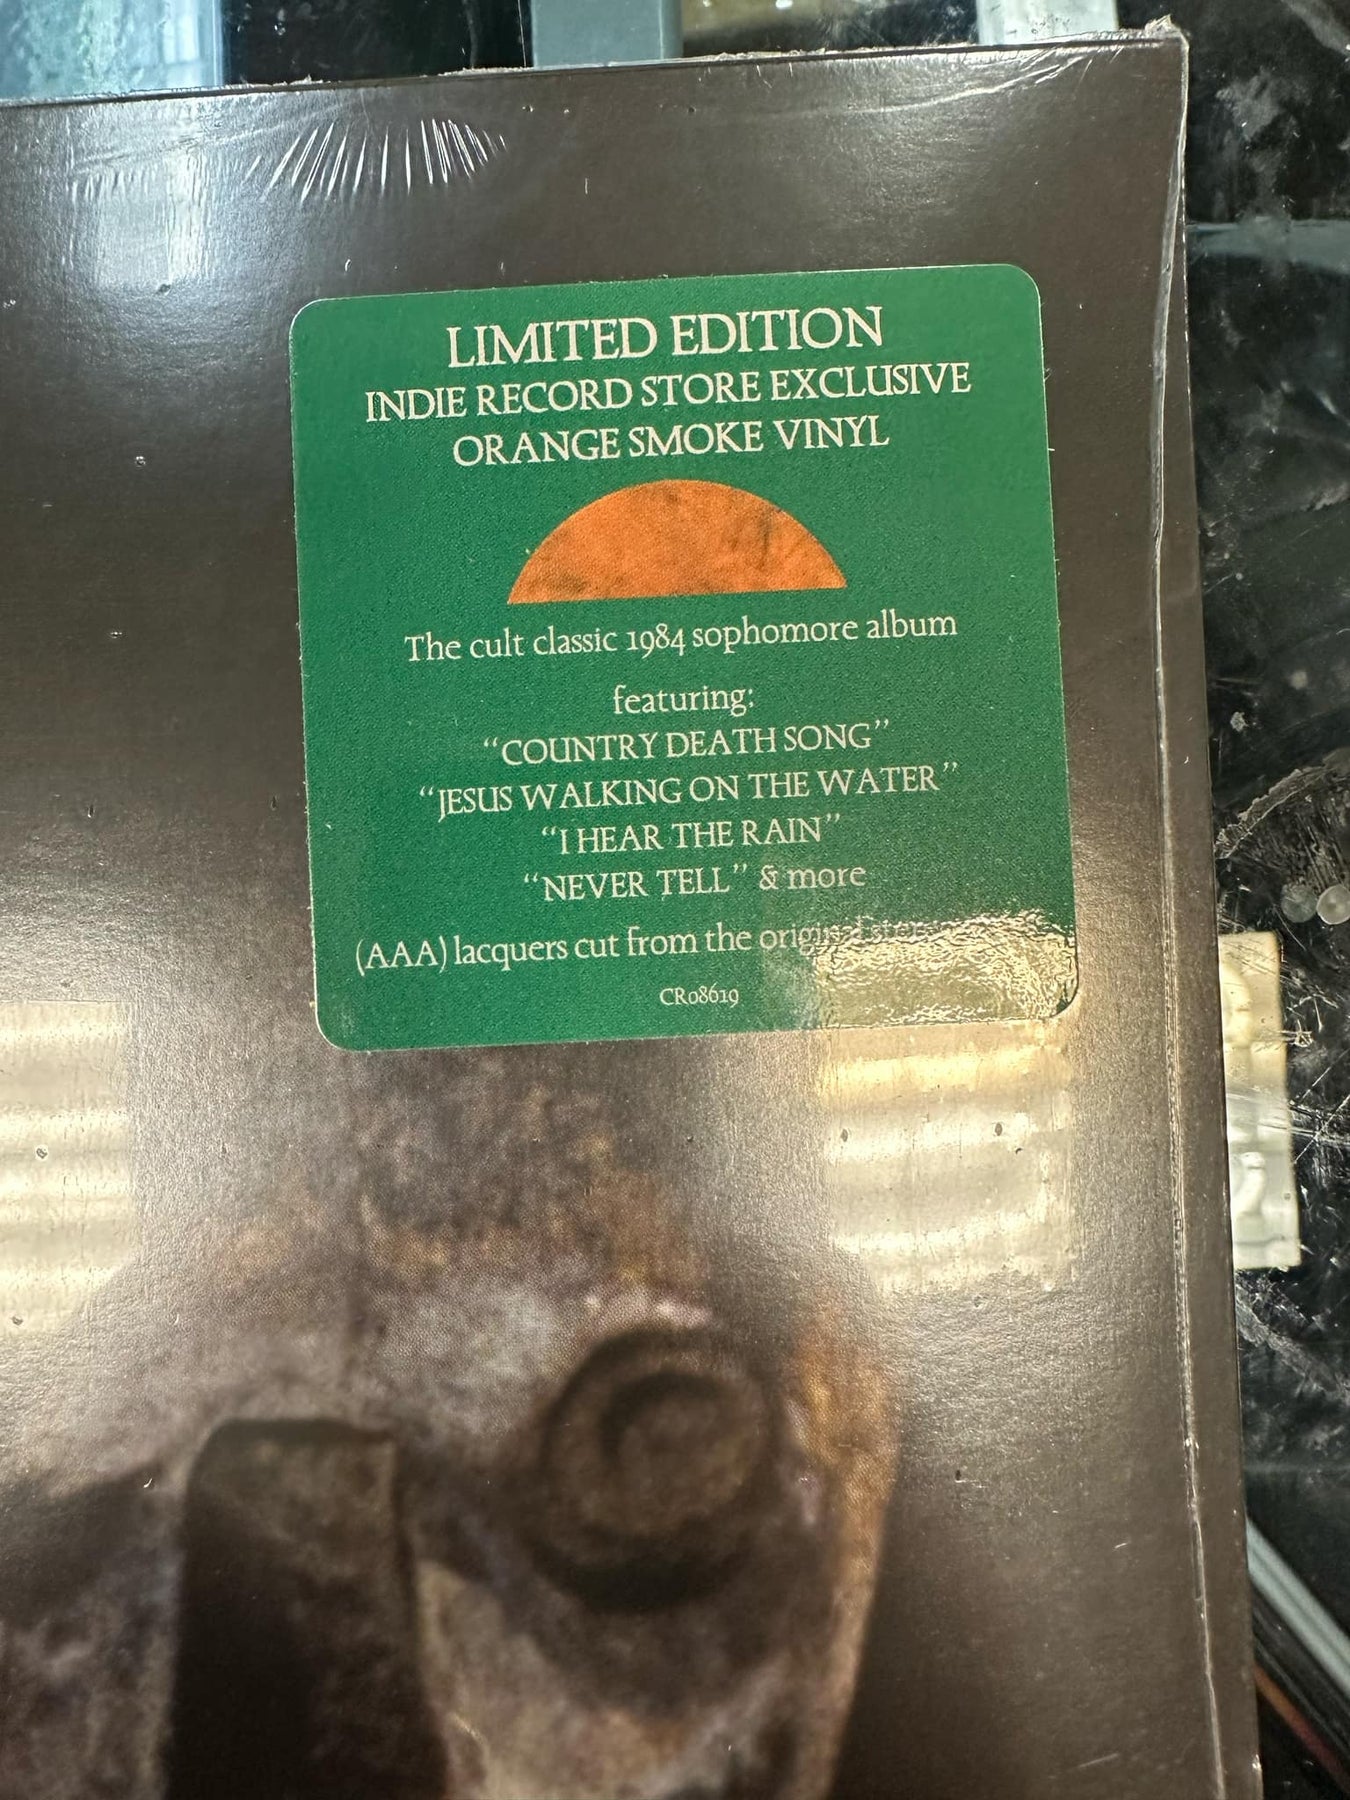 LIMITED EDITION
INDIE RECORD STORE EXCLUSIVE
ORANGE SMOKE VINYL
The cult classic 1984 sophomore album
featuring:
“COUNTRY DEATH SONG”
“JESUS WALKING ON THE WATER”
“I HEAR THE RAIN”
“NEVER TELL” & more
(AAA) lacquers cut from the original
CR08619